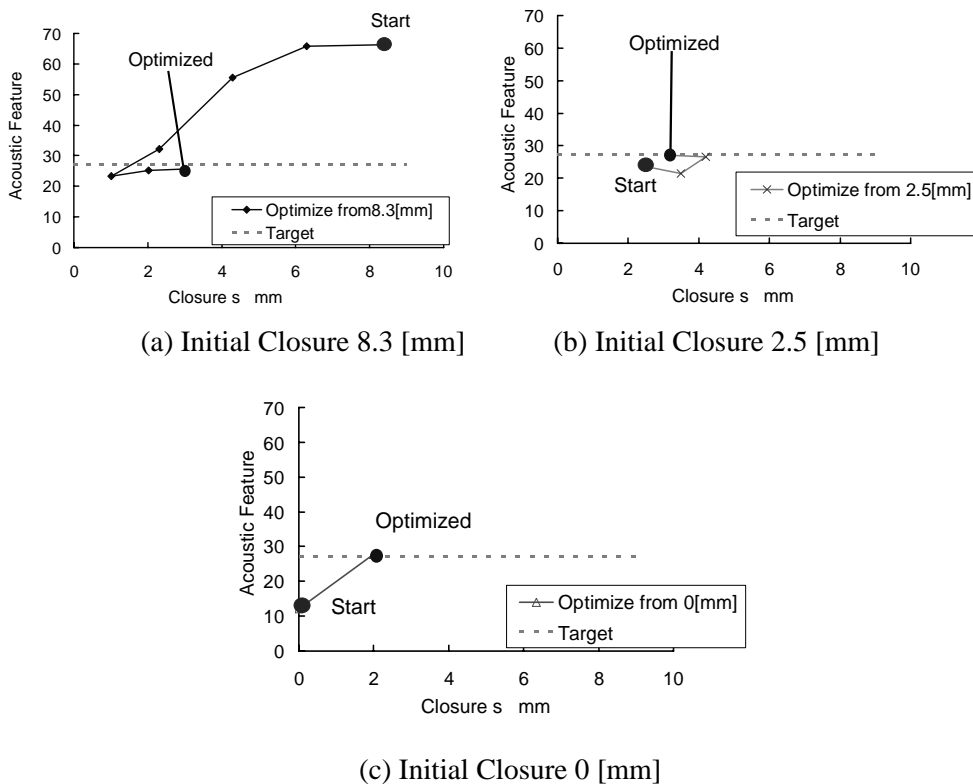 Start
70
60
50
40
30
20
10
0
Optimized
Acoustic Feature
Optimize from8.3[mm]
Target
0 2 4 6 8 10
Closure s mm
(a) Initial Closure 8.3 [mm]
70
60
50
40
30
20
10
0
Optimized
Acoustic Feature
Start
Optimize from 2.5[mm]
Target
0 2 4 6 8 10
Closure s mm
(b) Initial Closure 2.5 [mm]
70
60
50
40
30
20
10
0
Acoustic Feature
Optimized
Start
Optimize from 0[mm]
Target
0 2 4 6 8 10
Closure s mm
(c) Initial Closure 0 [mm]